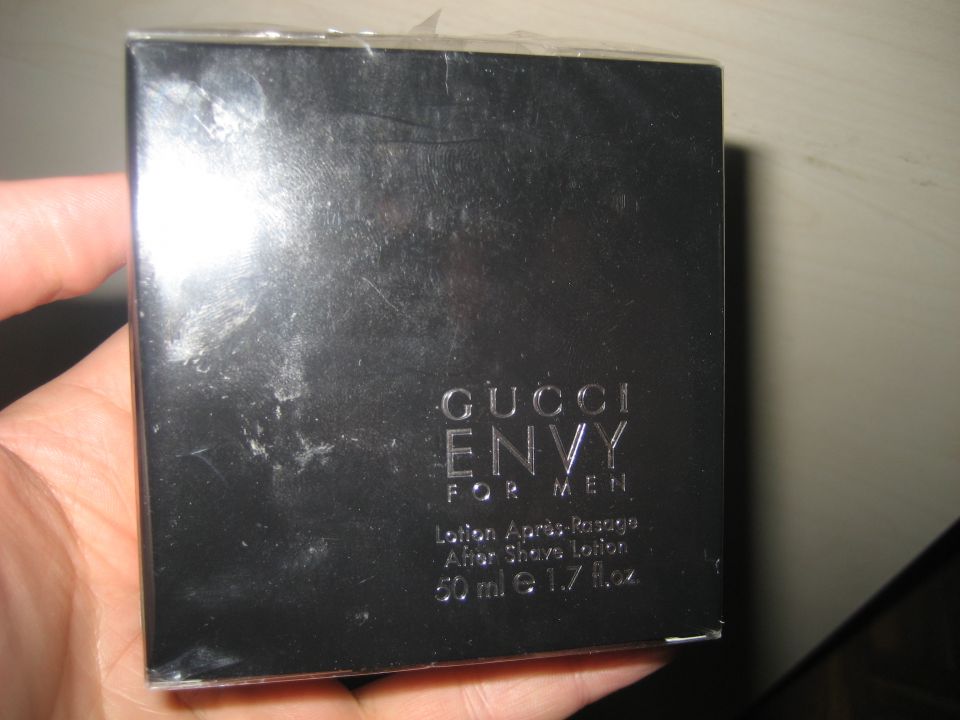 GUCCI
ENVY
FOR MEN
Lotion Après-Rasage
After Shave Lotion
50 ml e 1.7 fl.oz.